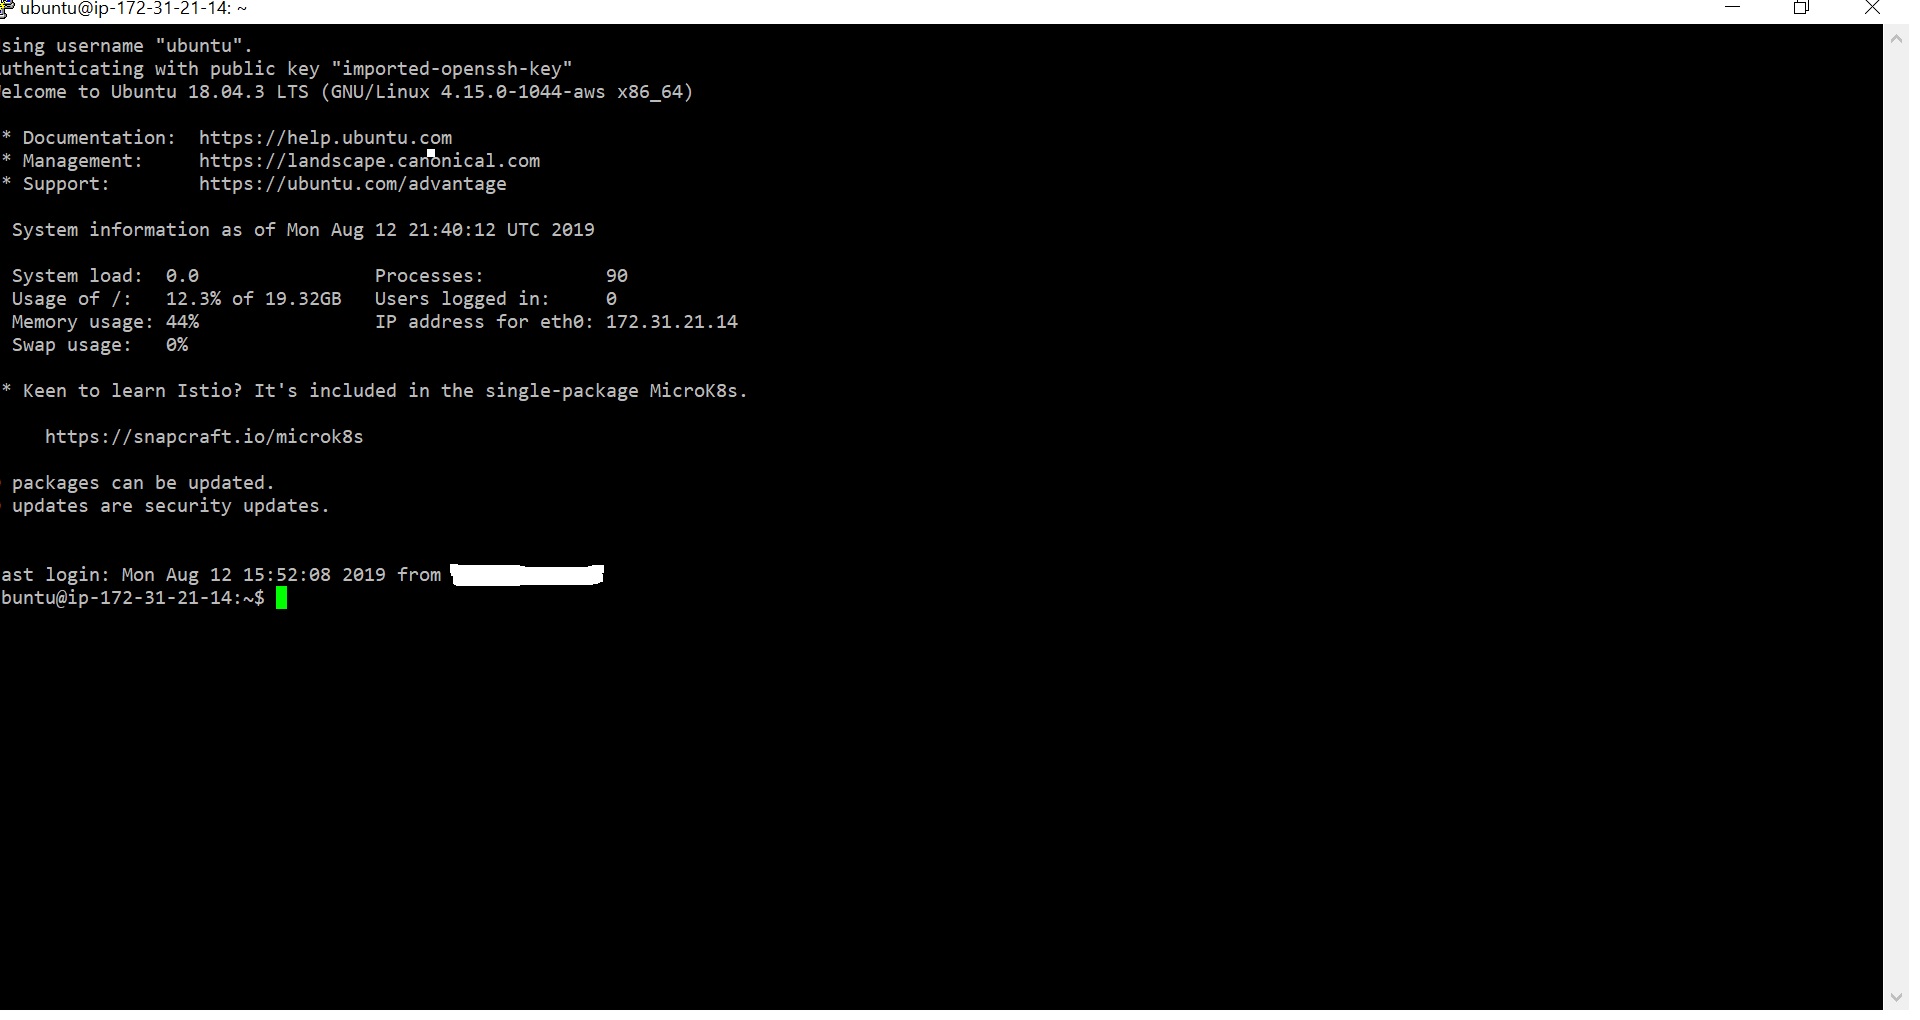 ubuntu@ip-172-31-21-14: ~
sing username "ubuntu".
uthenticating with public key "imported-openssh-key"
elcome to Ubuntu 18.04.3 LTS (GNU/Linux 4.15.0-1044-aws x86_64)
* Documentation:  https://help.ubuntu.com
* Management:     https://landscape.canonical.com
* Support:        https://ubuntu.com/advantage
System information as of Mon Aug 12 21:40:12 UTC 2019
System load:  0.0                Processes:           90
Usage of /:   12.3% of 19.32GB   Users logged in:     0
Memory usage: 44%                IP address for eth0: 172.31.21.14
Swap usage:   0%
* Keen to learn Istio? It's included in the single-package MicroK8s.
https://snapcraft.io/microk8s
packages can be updated.
updates are security updates.
ast login: Mon Aug 12 15:52:08 2019 from
buntu@ip-172-31-21-14:~$